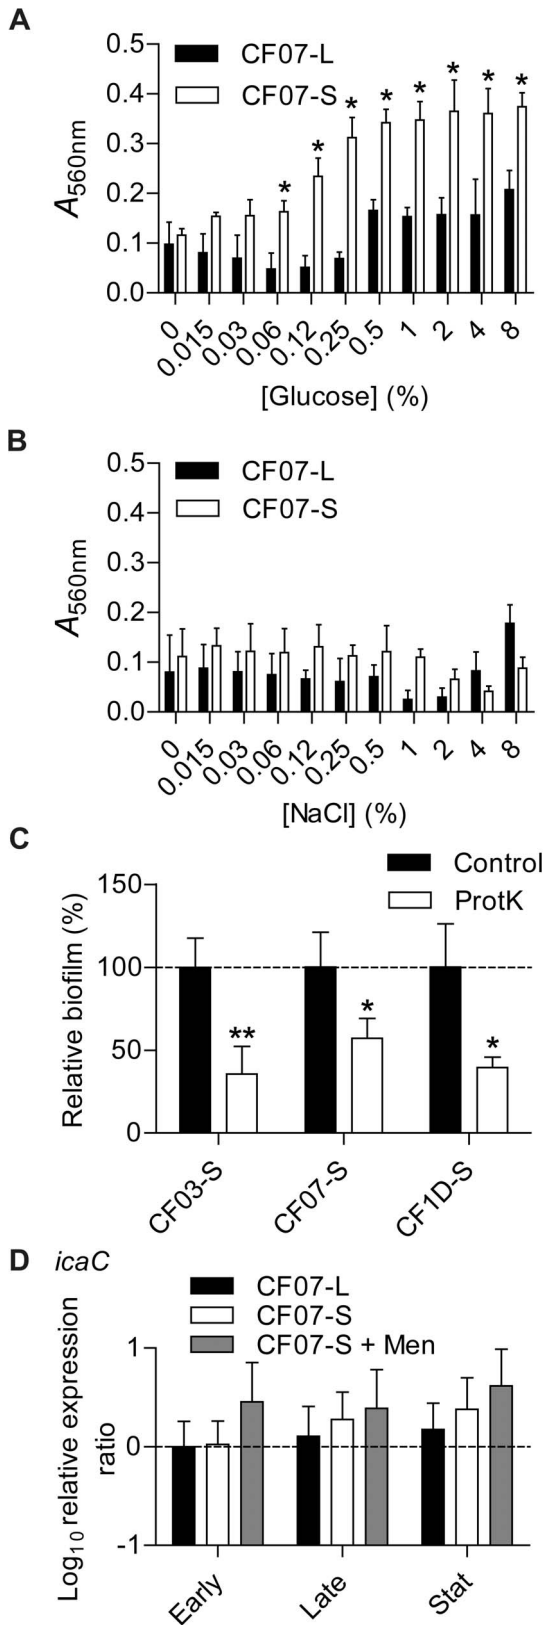 A
0.5
0.4
0.3
0.2
0.1
0.0
A560nm
CF07-L
CF07-S
* * * * * * * *
0 0.015 0.03 0.06 0.12 0.25 0.5 1 2 4 8
[Glucose] (%)
B
0.5
0.4
0.3
0.2
0.1
0.0
A560nm
CF07-L
CF07-S
0 0.015 0.03 0.06 0.12 0.25 0.5 1 2 4 8
[NaCl] (%)
C
Control
ProtK
150
100
50
0
Relative biofilm (%)
** * *
CF03-S CF07-S CF1D-S
D icaC
CF07-L
CF07-S
CF07-S + Men
1
0
-1
Log10 relative expression
ratio
Early Late Stat